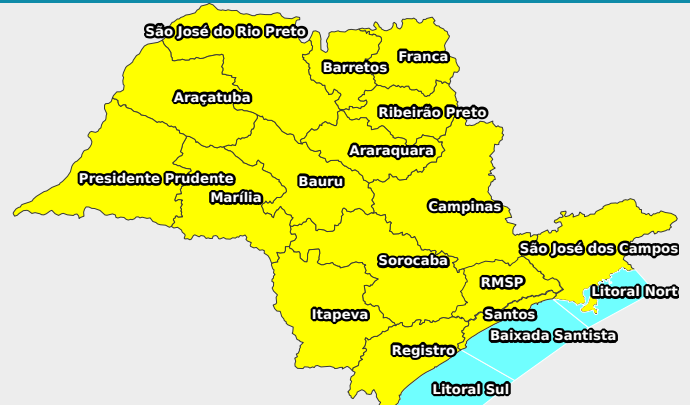 São José do Rio Preto
Franca
Barretos
Araçatuba
Ribeirão Preto
Araraquara
Presidente Prudente
Bauru
Marília
Campinas
São José dos Campos
Sorocaba
RMSP
Litoral Nort
Itapeva
Santos
Baixada Santista
Registro
Litoral Sul